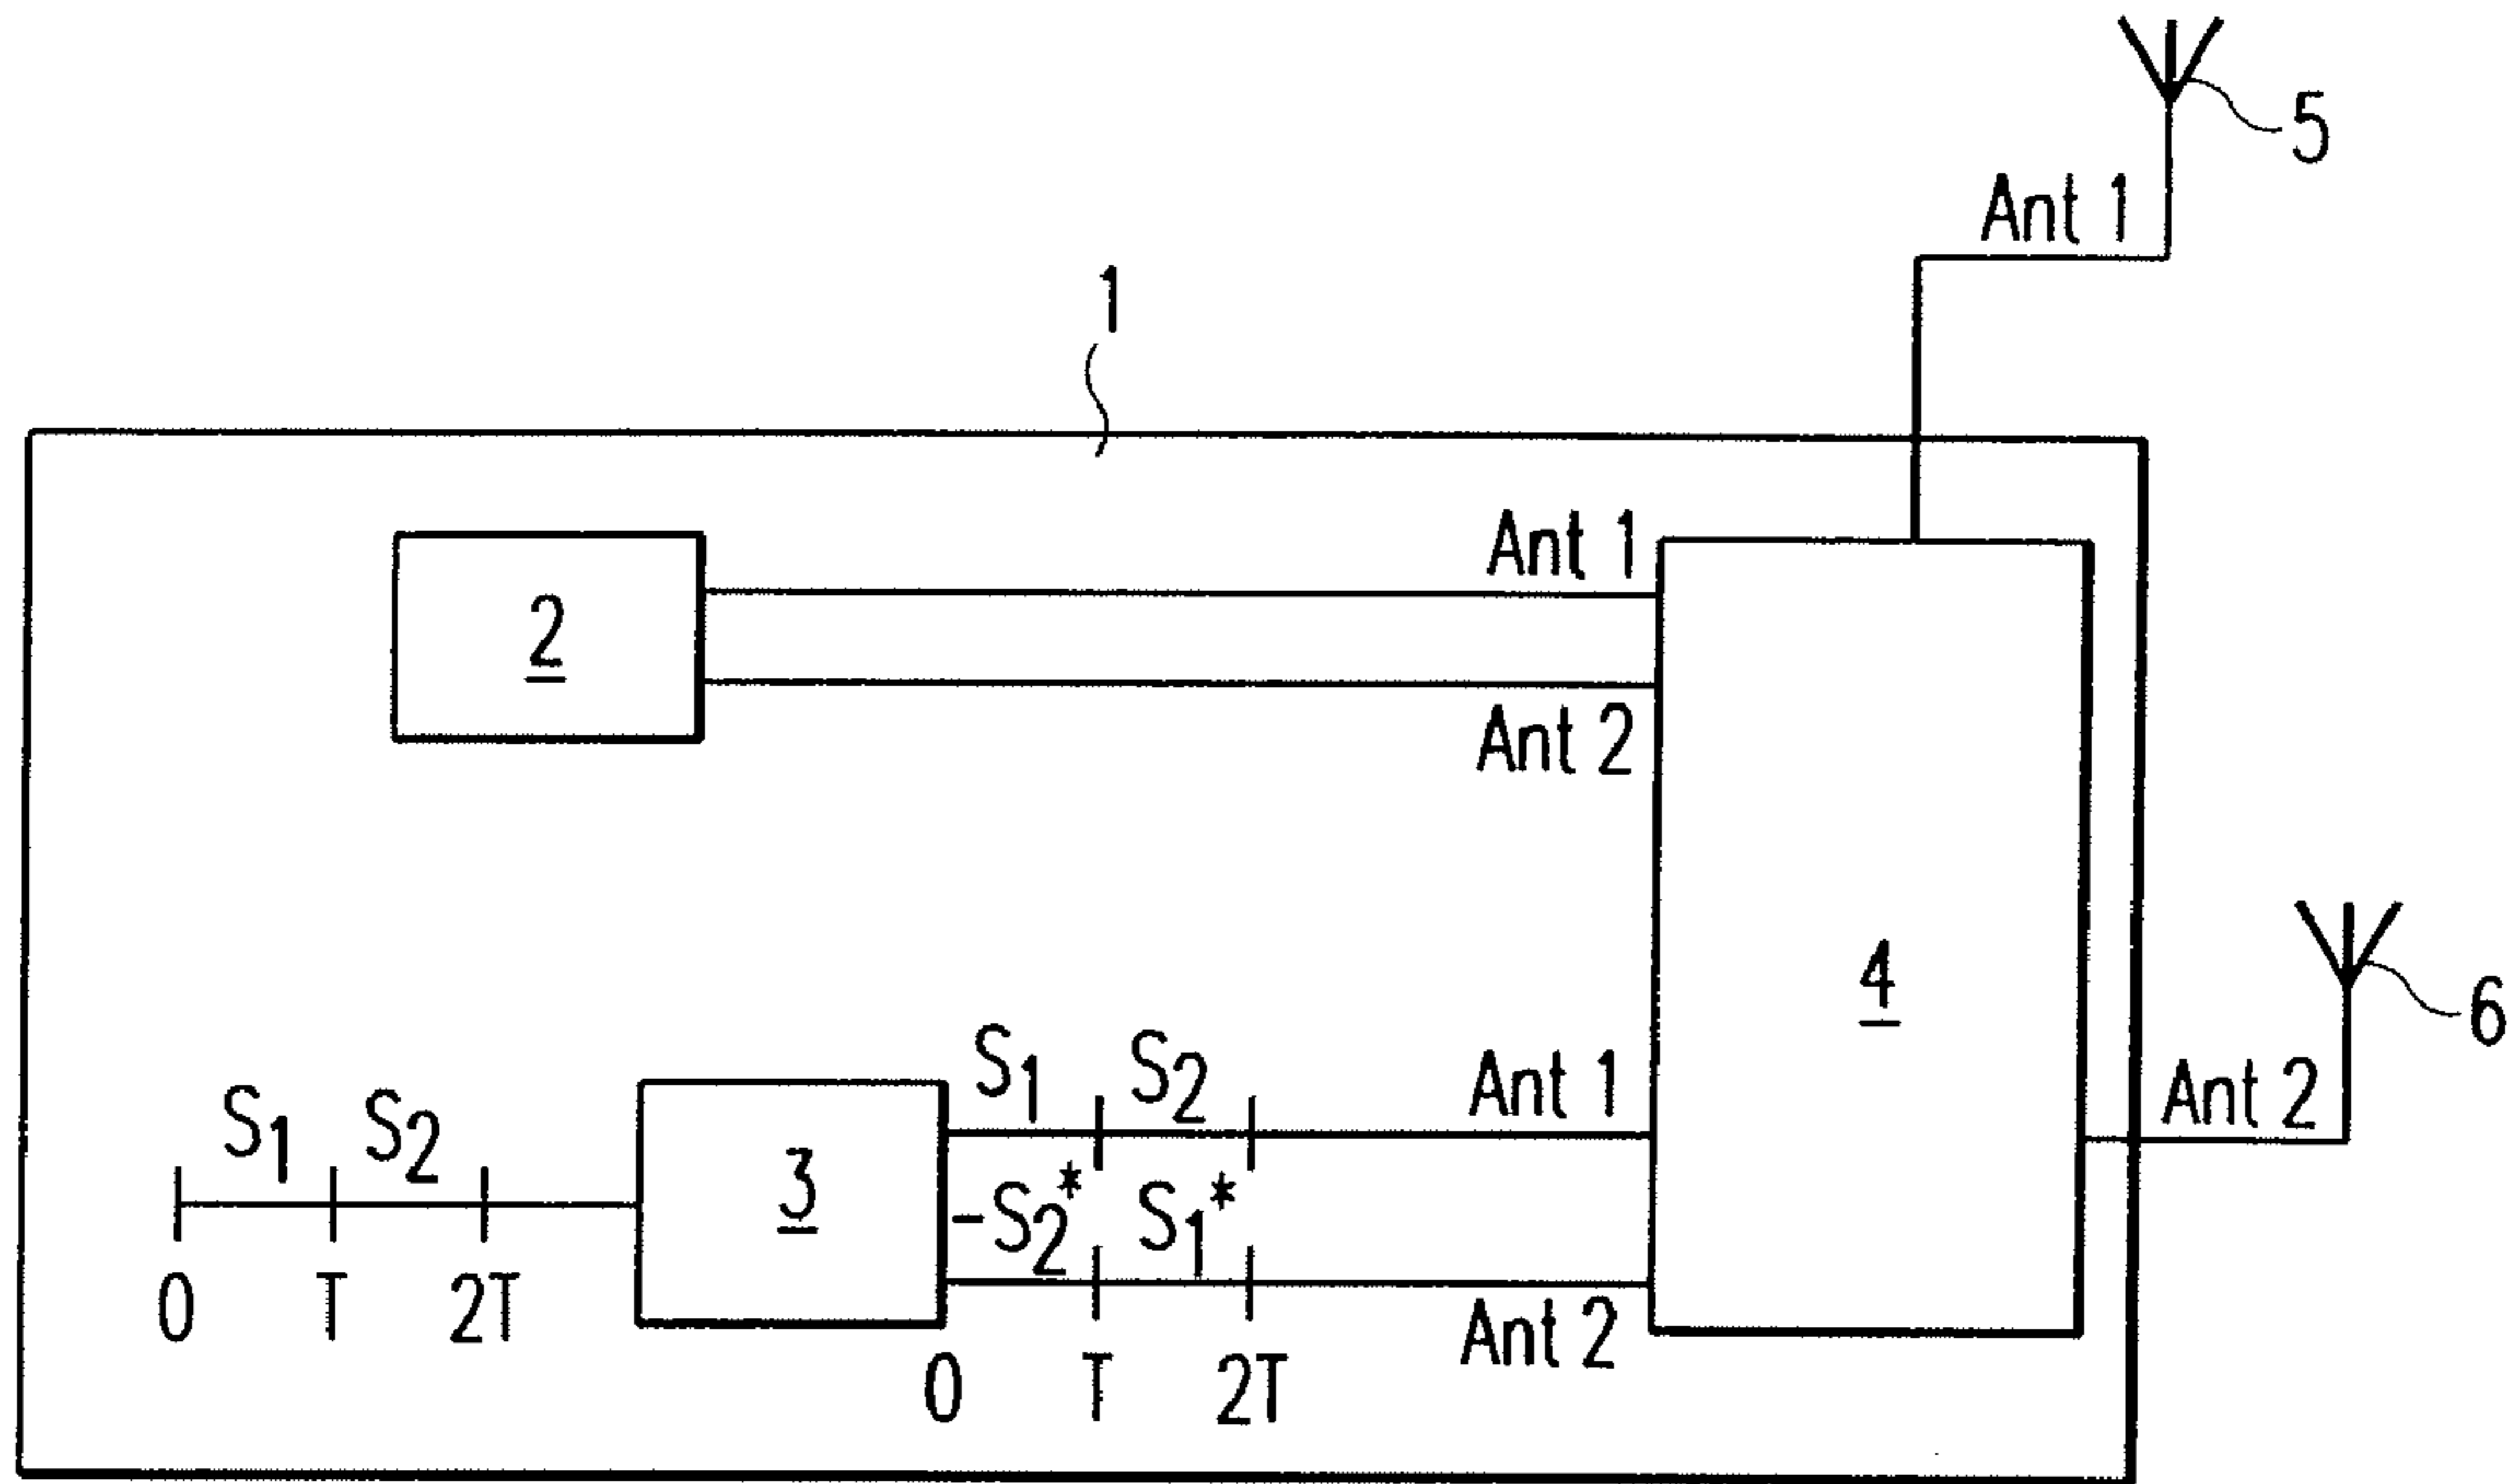 5
Ant 1
1
Ant 1
2
Ant 2
4
6
S1 S2 Ant 1 Ant 2
S1 S2
3
-S2* S1*
0 T 2T
Ant 2
0 T 2T